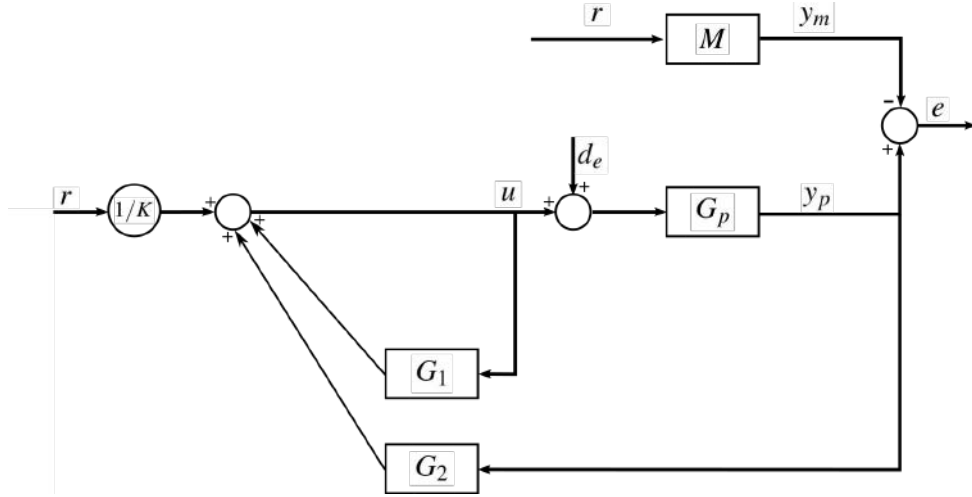 r
M
y_m
-
e
+
d_e
+
r
1/K
+
+
+
u
+
G_p
y_p
G_1
G_2